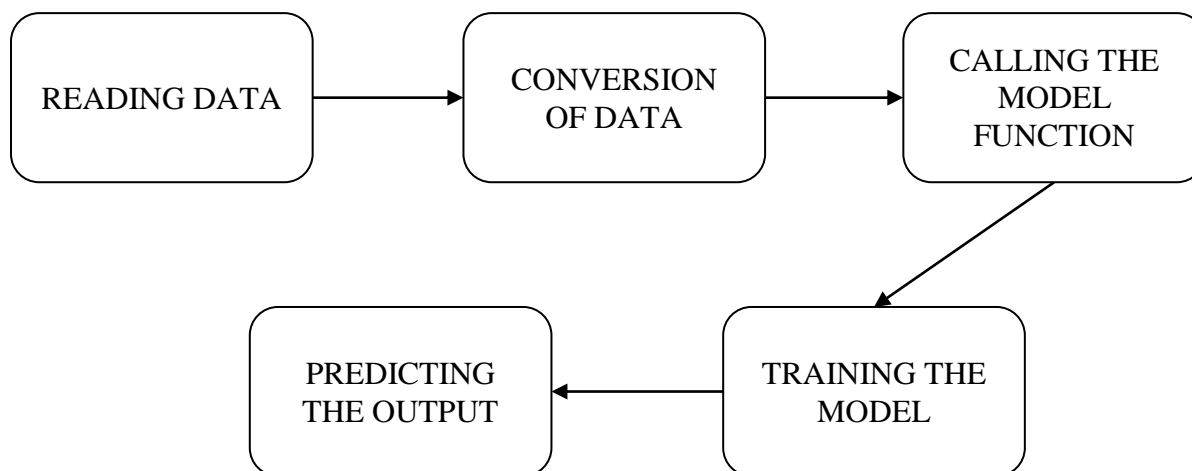 READING DATA
CONVERSION
OF DATA
CALLING THE
MODEL
FUNCTION
TRAINING THE
MODEL
PREDICTING
THE OUTPUT